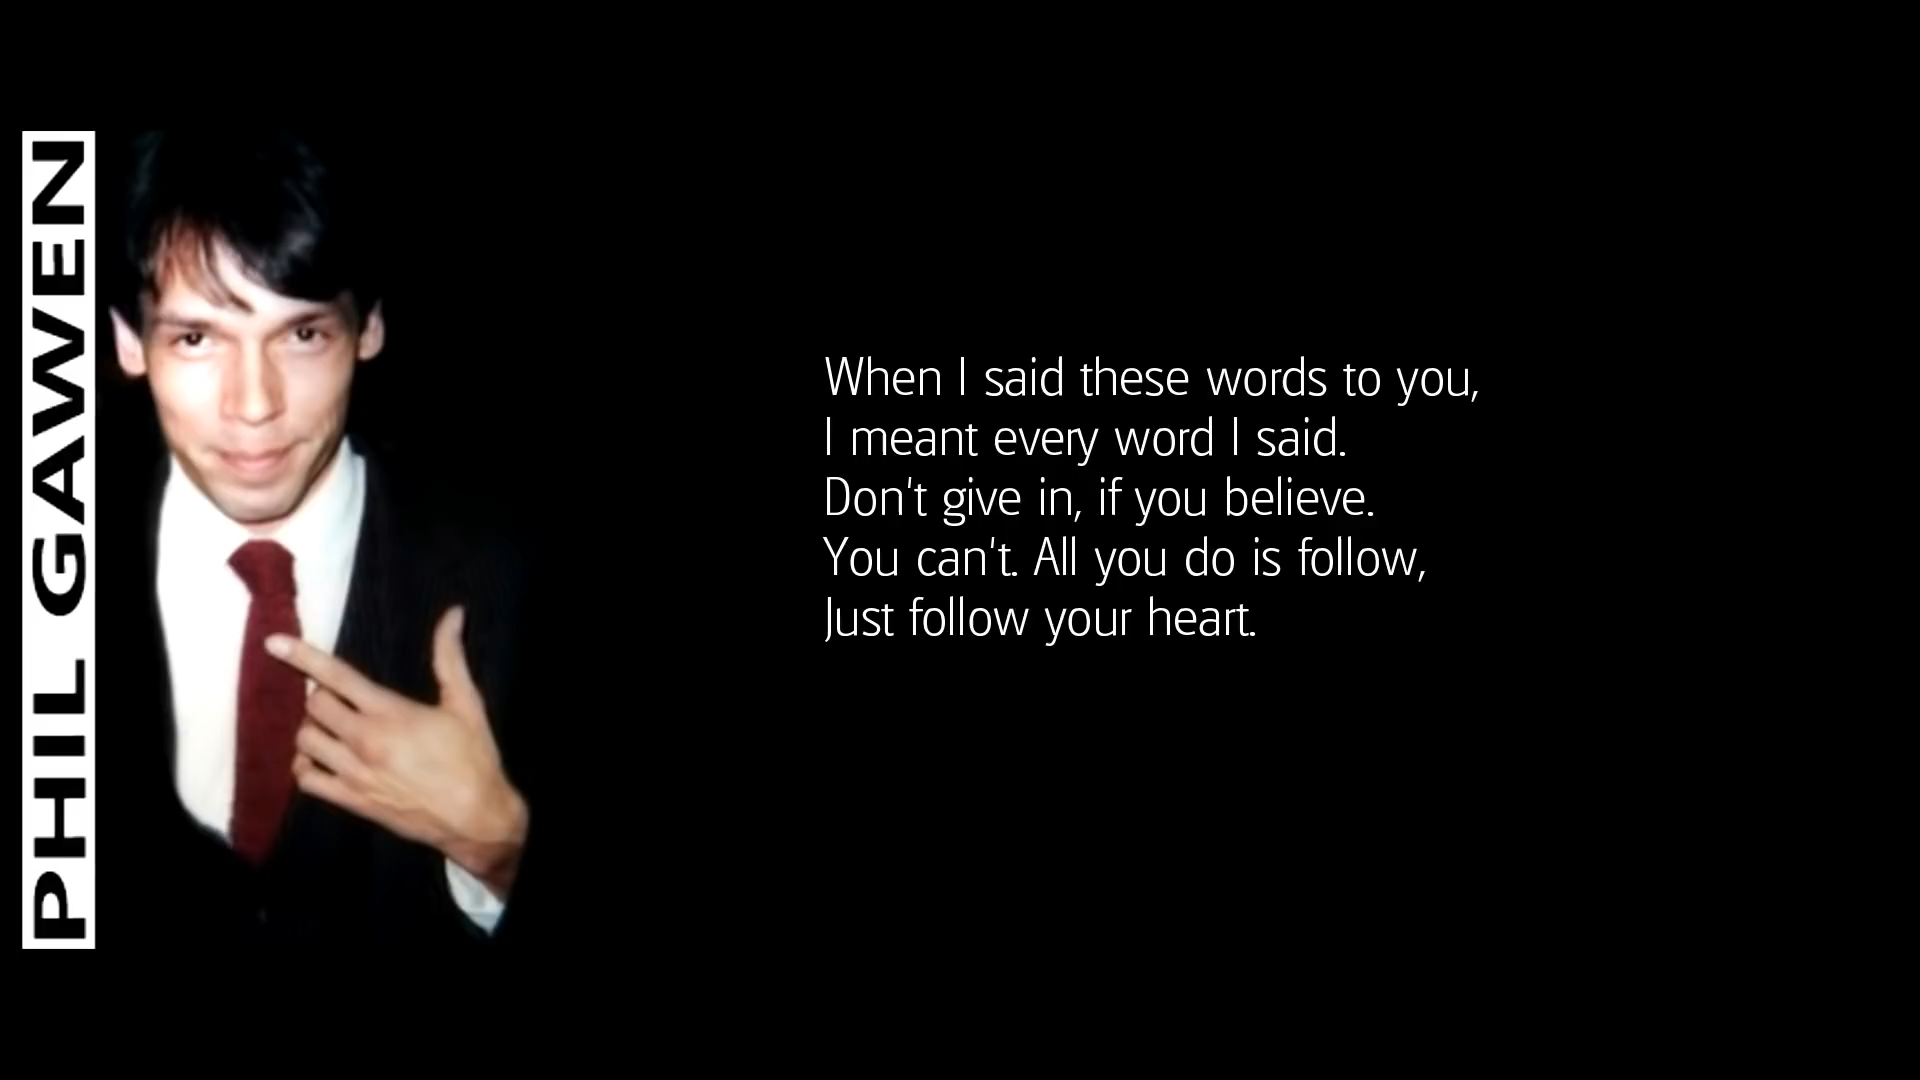 PHIL GAWEN
When I said these words to you,
I meant every word I said.
Don't give in, if you believe.
You can't. All you do is follow,
Just follow your heart.